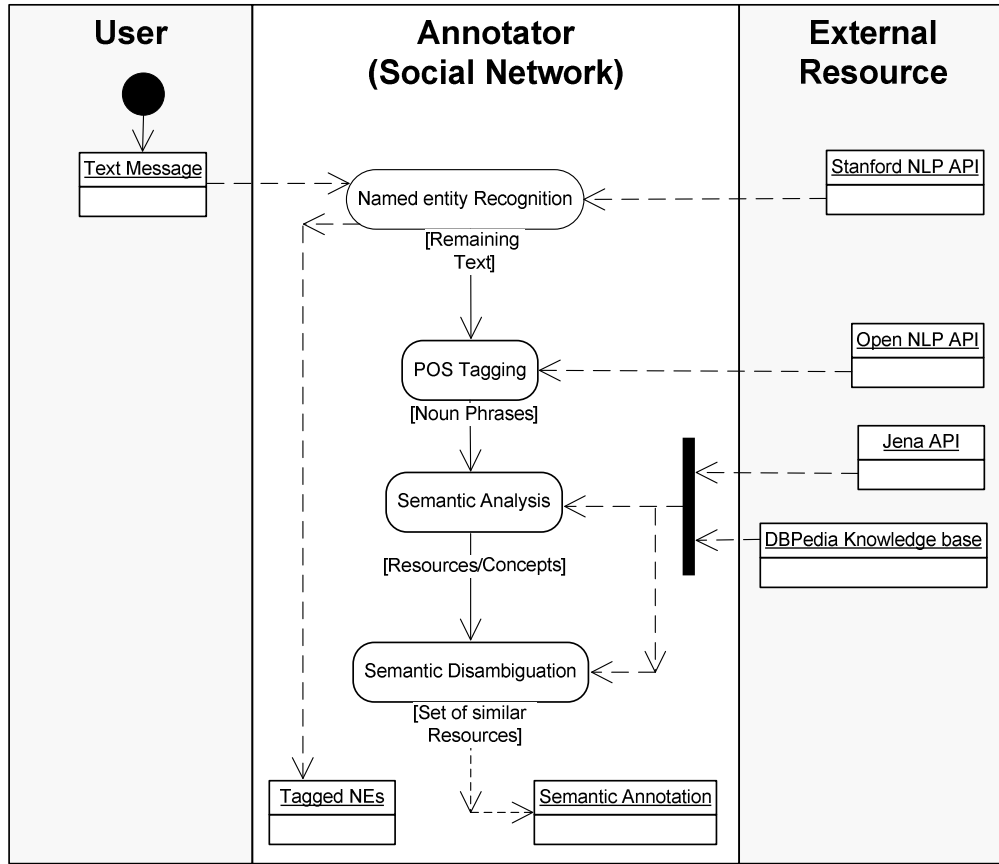 User
Annotator
(Social Network)
External
Resource
Text Message
Stanford NLP API
Named entity Recognition
[Remaining
Text]
Open NLP API
POS Tagging
[Noun Phrases]
Jena API
Semantic Analysis
DBPedia Knowledge base
[Resources/Concepts]
Semantic Disambiguation
[Set of similar
Resources]
Tagged NEs
Semantic Annotation